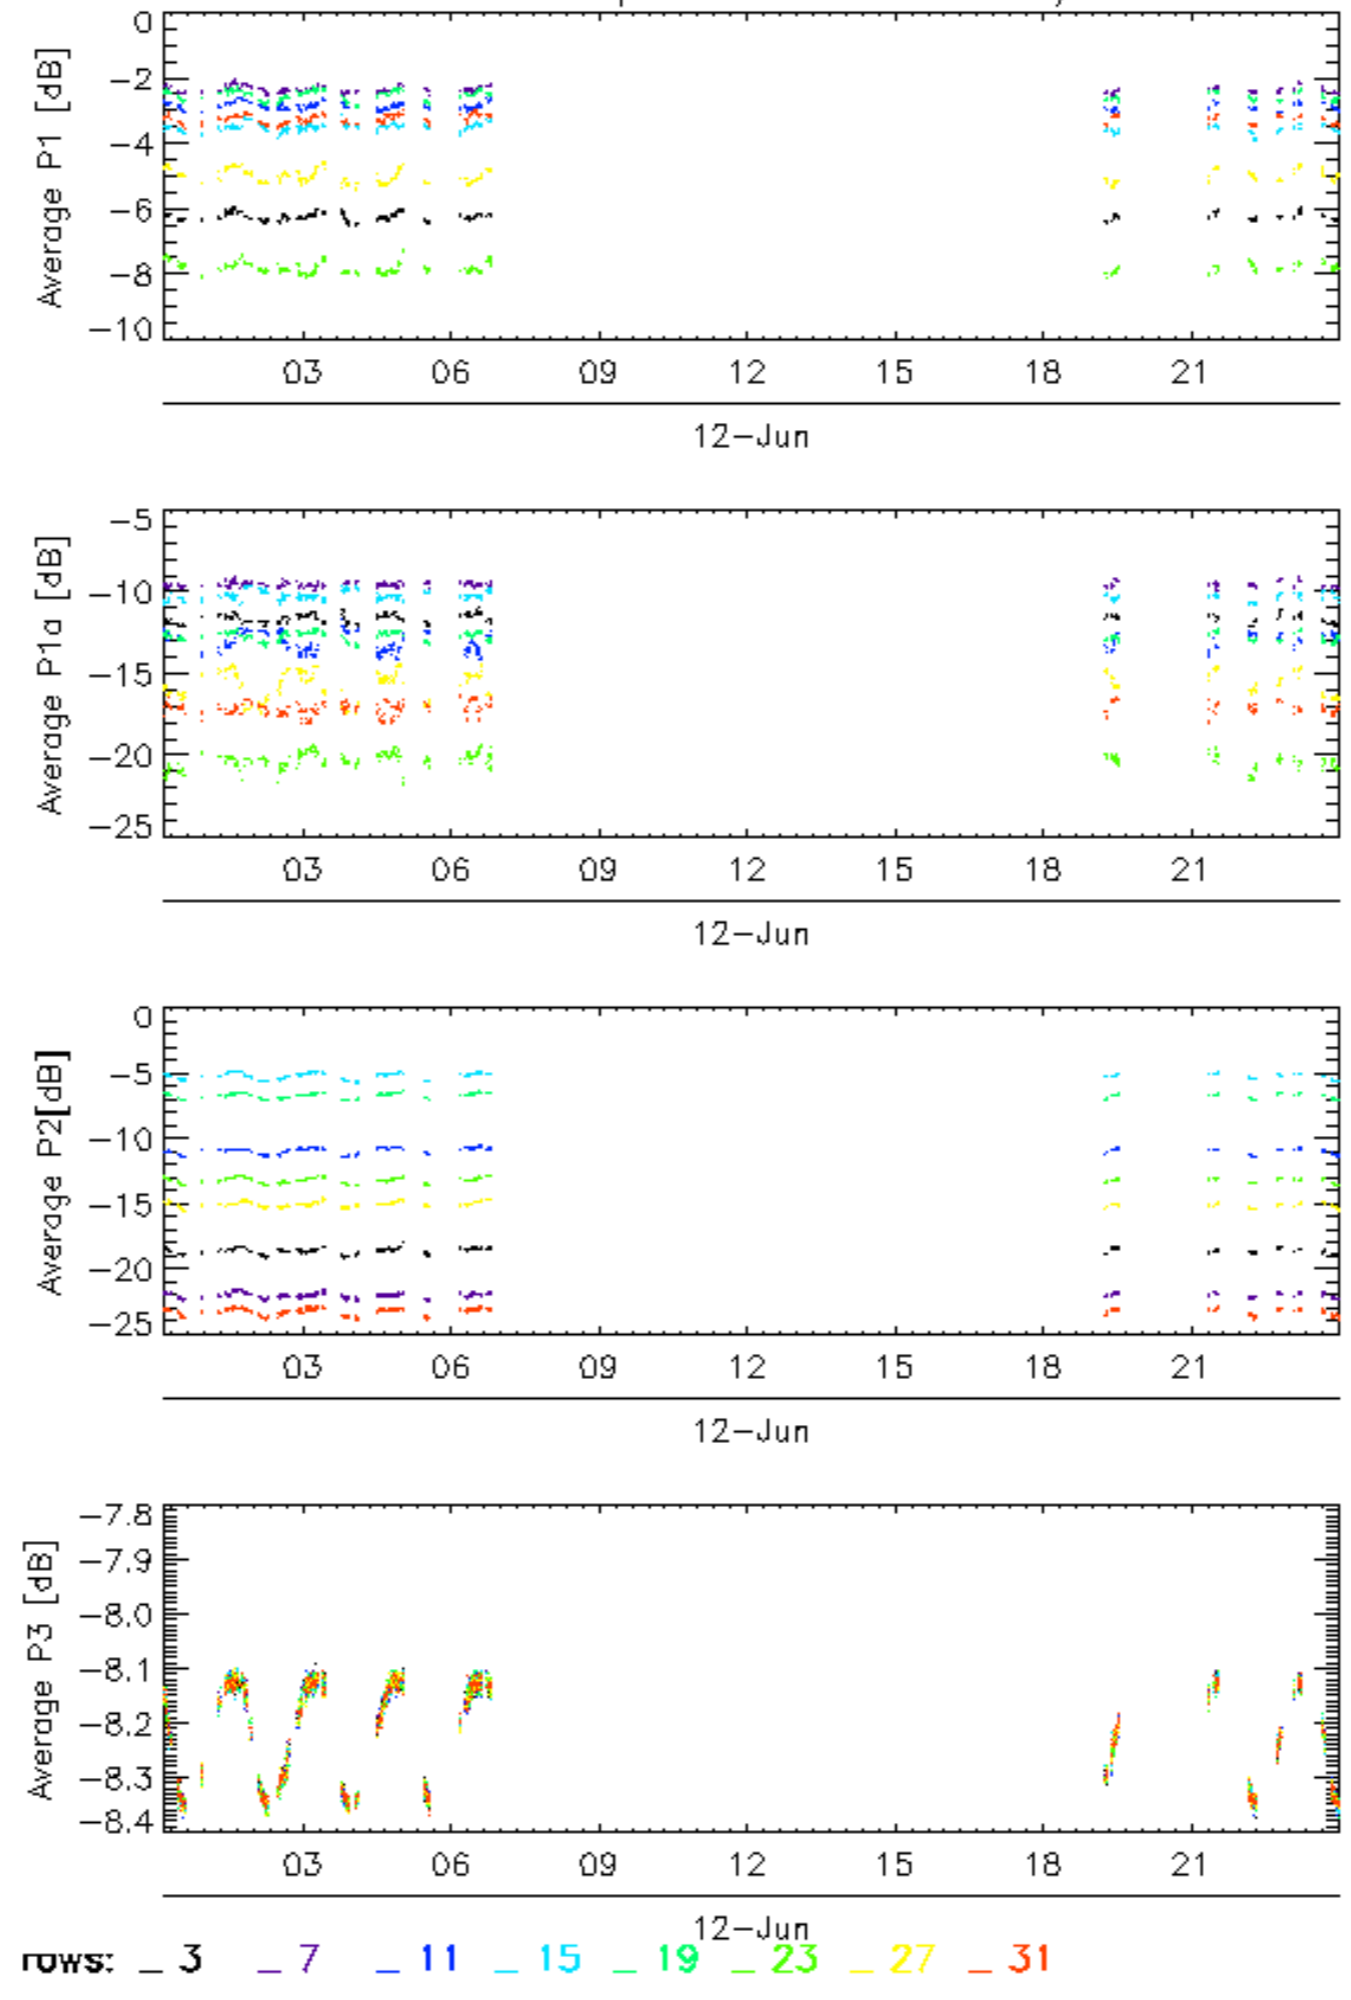 0
−2
−4
−6
−8
−10
Average P1 [dB]
03 06 09 12 15 18 21
12−Jun
−5
−10
−15
−20
−25
Average P1a [dB]
03 06 09 12 15 18 21
12−Jun
0
−5
−10
−15
−20
−25
Average P2[dB]
03 06 09 12 15 18 21
12−Jun
−7.8
−7.9
−8.0
−8.1
−8.2
−8.3
−8.4
Average P3 [dB]
03 06 09 12 15 18 21
12−Jun
rows: _ 3 _ 7 _ 11 _ 15 _ 19 _ 23 _ 27 _ 31